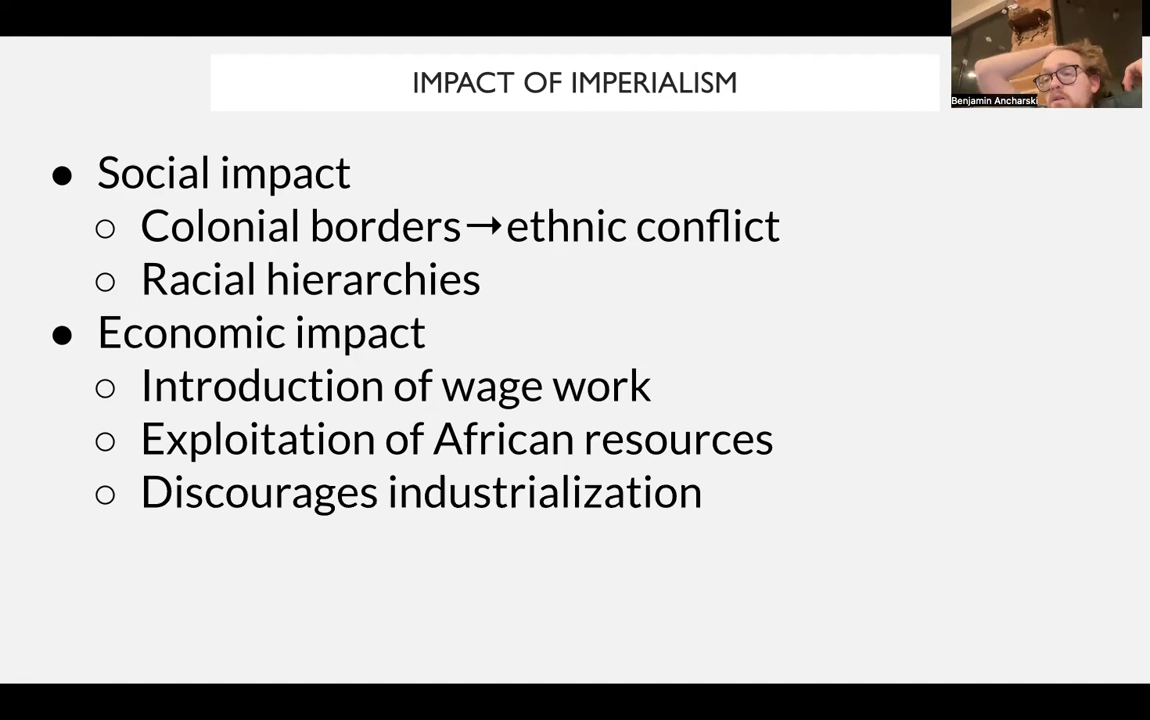 IMPACT OF IMPERIALISM
Benjamin Ancharski
● Social impact
○ Colonial borders→ethnic conflict
○ Racial hierarchies
● Economic impact
○ Introduction of wage work
○ Exploitation of African resources
○ Discourages industrialization